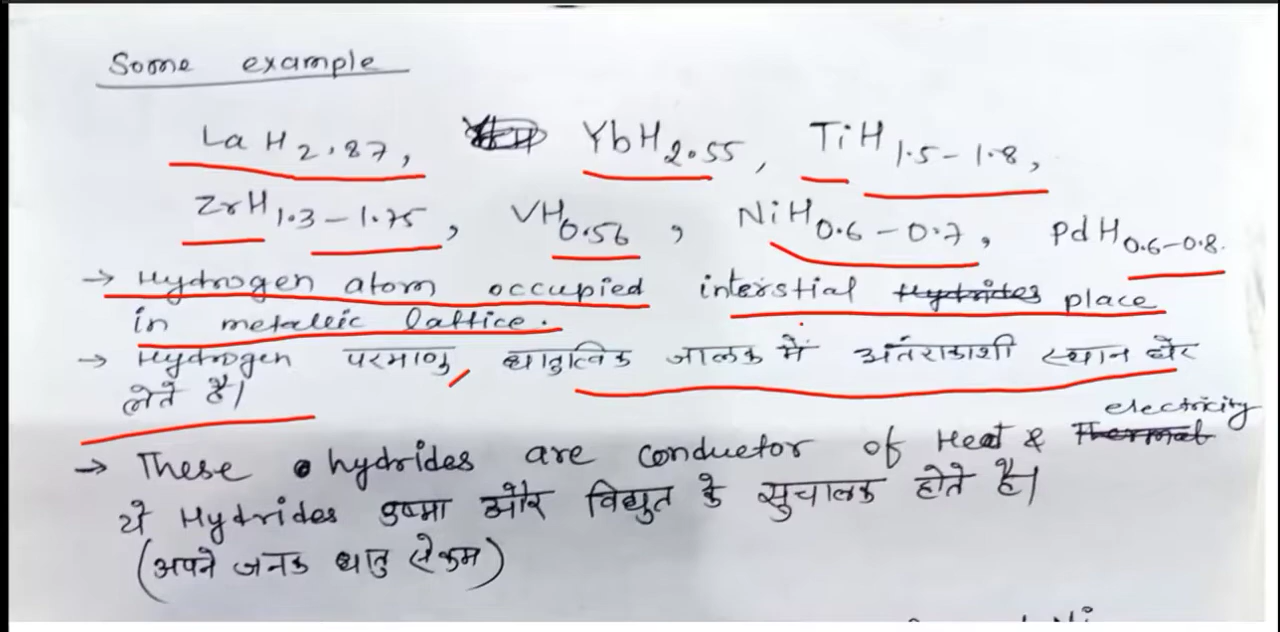 Some example
LaH2.87, YbH2.55, TiH1.5-1.8,
ZrH1.3-1.75, VH0.56, NiH0.6-0.7, PdH0.6-0.8.
→ Hydrogen atom occupied interstial place
in metallic lattice.
→ Hydrogen परमाणु धात्विक जालक में अंतराकाशी स्थान घेर
लेते है।
electricity
→ These hydrides are conductor of Heat & Thermal
ये Hydrides ऊष्मा और विद्युत के सुचालक होते है।
(अपने जनक धातु से कम)